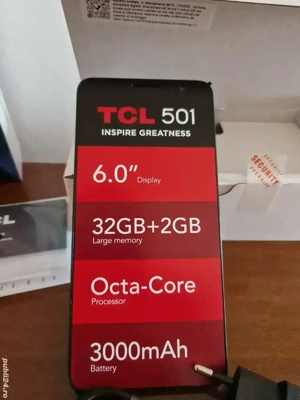 TCL 501
INSPIRE GREATNESS
6.0” Display
32GB+2GB
Large memory
Octa-Core
Processor
3000mAh
Battery
SECURITY
publi24.ro